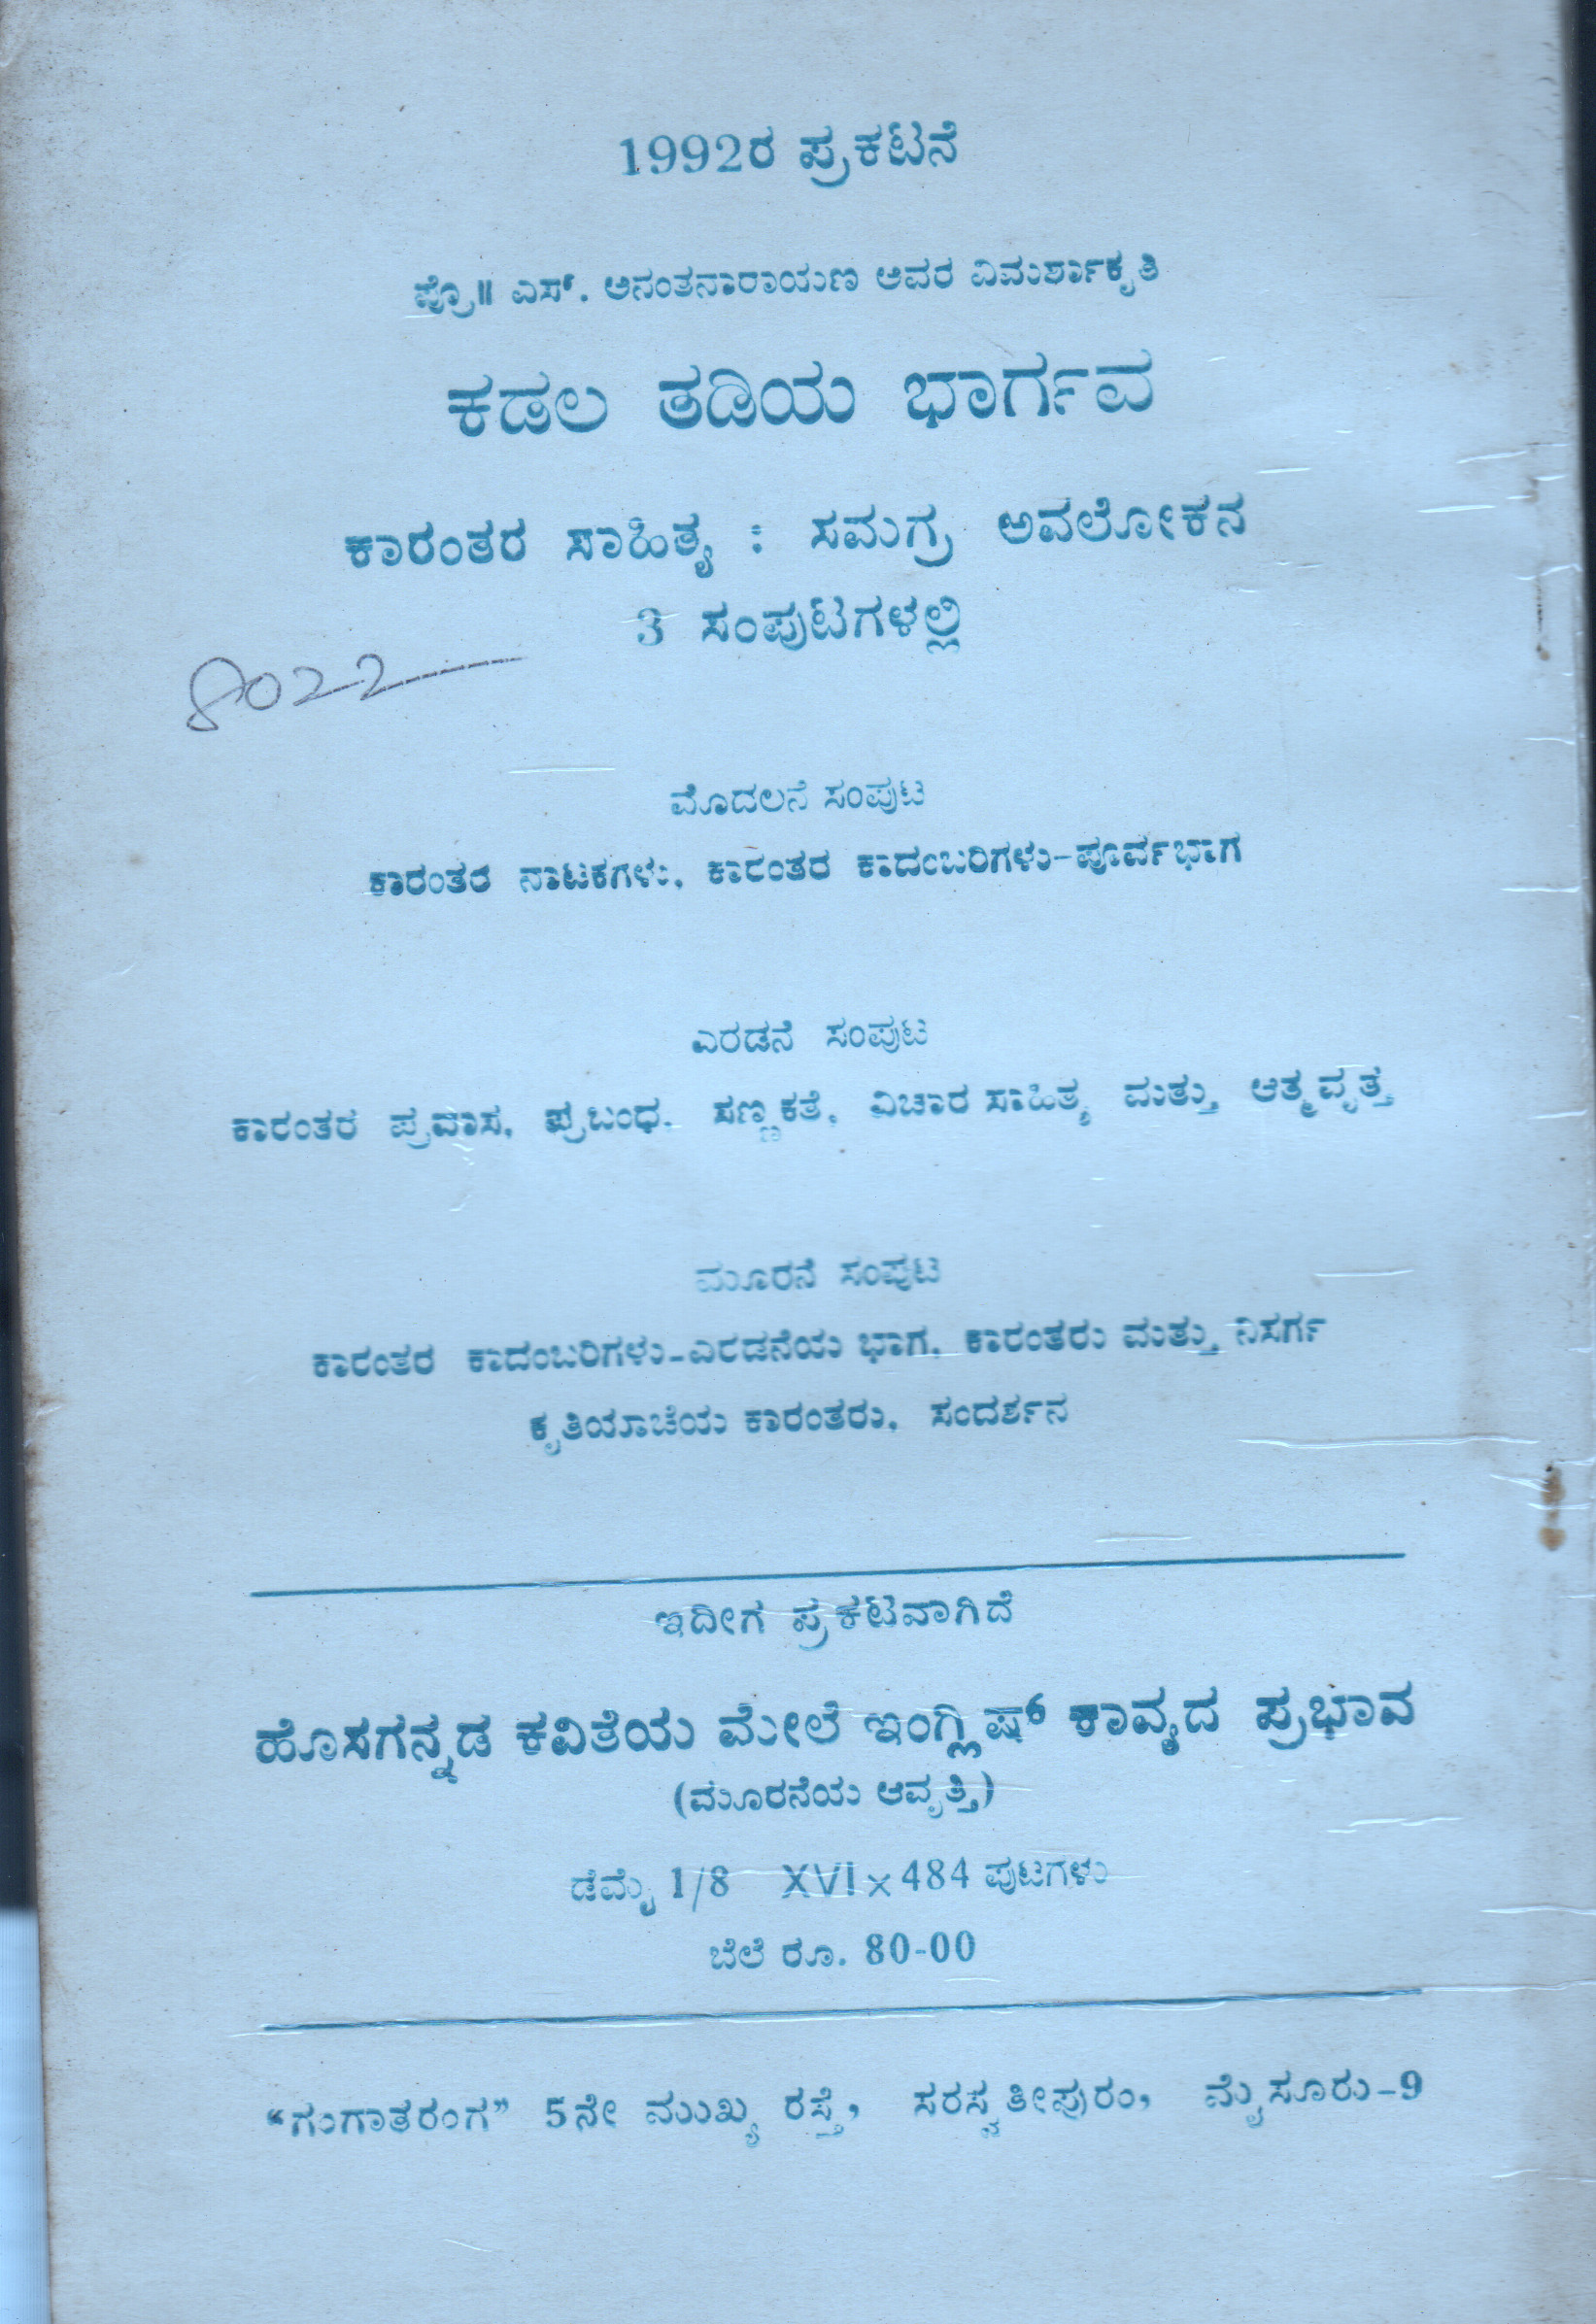 1992ರ ಪ್ರಕಟನೆ
ಪ್ರೊ॥ ಎಸ್. ಅನಂತನಾರಾಯಣ ಅವರ ವಿಮರ್ಶಾಕೃತಿ
ಕಡಲ ತಡಿಯ ಭಾರ್ಗವ
ಕಾರಂತರ ಸಾಹಿತ್ಯ : ಸಮಗ್ರ ಅವಲೋಕನ
3 ಸಂಪುಟಗಳಲ್ಲಿ
8022
ಮೊದಲನೆ ಸಂಪುಟ
ಕಾರಂತರ ನಾಟಕಗಳು, ಕಾರಂತರ ಕಾದಂಬರಿಗಳು-ಪೂರ್ವಭಾಗ
ಎರಡನೆ ಸಂಪುಟ
ಕಾರಂತರ ಪ್ರವಾಸ, ಪ್ರಬಂಧ. ಸಣ್ಣಕತೆ, ವಿಚಾರ ಸಾಹಿತ್ಯ ಮತ್ತು ಆತ್ಮವೃತ್ತ
ಮೂರನೆ ಸಂಪುಟ
ಕಾರಂತರ ಕಾದಂಬರಿಗಳು-ಎರಡನೆಯ ಭಾಗ, ಕಾರಂತರು ಮತ್ತು ನಿಸರ್ಗ
ಕೃತಿಯಾಚೆಯ ಕಾರಂತರು, ಸಂದರ್ಶನ
ಇದೀಗ ಪ್ರಕಟವಾಗಿದೆ
ಹೊಸಗನ್ನಡ ಕವಿತೆಯ ಮೇಲೆ ಇಂಗ್ಲಿಷ್ ಕಾವ್ಯದ ಪ್ರಭಾವ
(ಮೂರನೆಯ ಆವೃತ್ತಿ)
ಡೆಮೈ 1/8 XVI × 484 ಪುಟಗಳು
ಬೆಲೆ ರೂ. 80-00
“ಗಂಗಾತರಂಗ” 5ನೇ ಮುಖ್ಯ ರಸ್ತೆ, ಸರಸ್ವತೀಪುರಂ, ಮೈಸೂರು-9